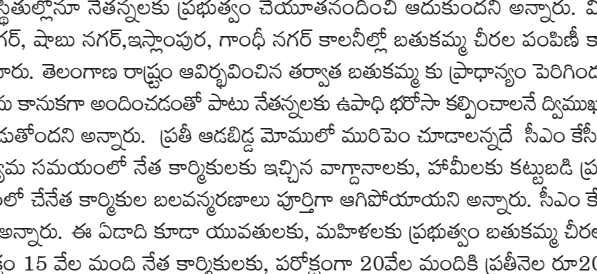 స్థితుల్లోనూ నేతన్నలకు ప్రభుత్వం చేయూతనందించి ఆదుకుందని అన్నారు. వి
గర్, షాబు నగర్,ఇస్లాంపుర, గాంధీ నగర్ కాలనీల్లో బతుకమ్మ చీరల పంపిణీ కా
నారు. తెలంగాణ రాష్ట్రం ఆవిర్భవించిన తర్వాత బతుకమ్మ కు ప్రాధాన్యం పెరిగింద
ను కానుకగా అందించడంతో పాటు నేతన్నలకు ఉపాధి భరోసా కల్పించాలనే ద్విముఖ
డుతోందని అన్నారు. ప్రతీ ఆడబిడ్డ మోములో మురిపెం చూడాలన్నదే సీఎం కేసీ
్యమ సమయంలో నేత కార్మికులకు ఇచ్చిన వాగ్దానాలకు, హామీలకు కట్టుబడి ప్ర
లో చేనేత కార్మికుల బలవన్మరణాలు పూర్తిగా ఆగిపోయాయని అన్నారు. సీఎం కే
అన్నారు. ఈ ఏడాది కూడా యువతులకు, మహిళలకు ప్రభుత్వం బతుకమ్మ చీరల
్షం 15 వేల మంది నేత కార్మికులకు, పరోక్షంగా 20వేల మందికి ప్రతీనెల రూ20